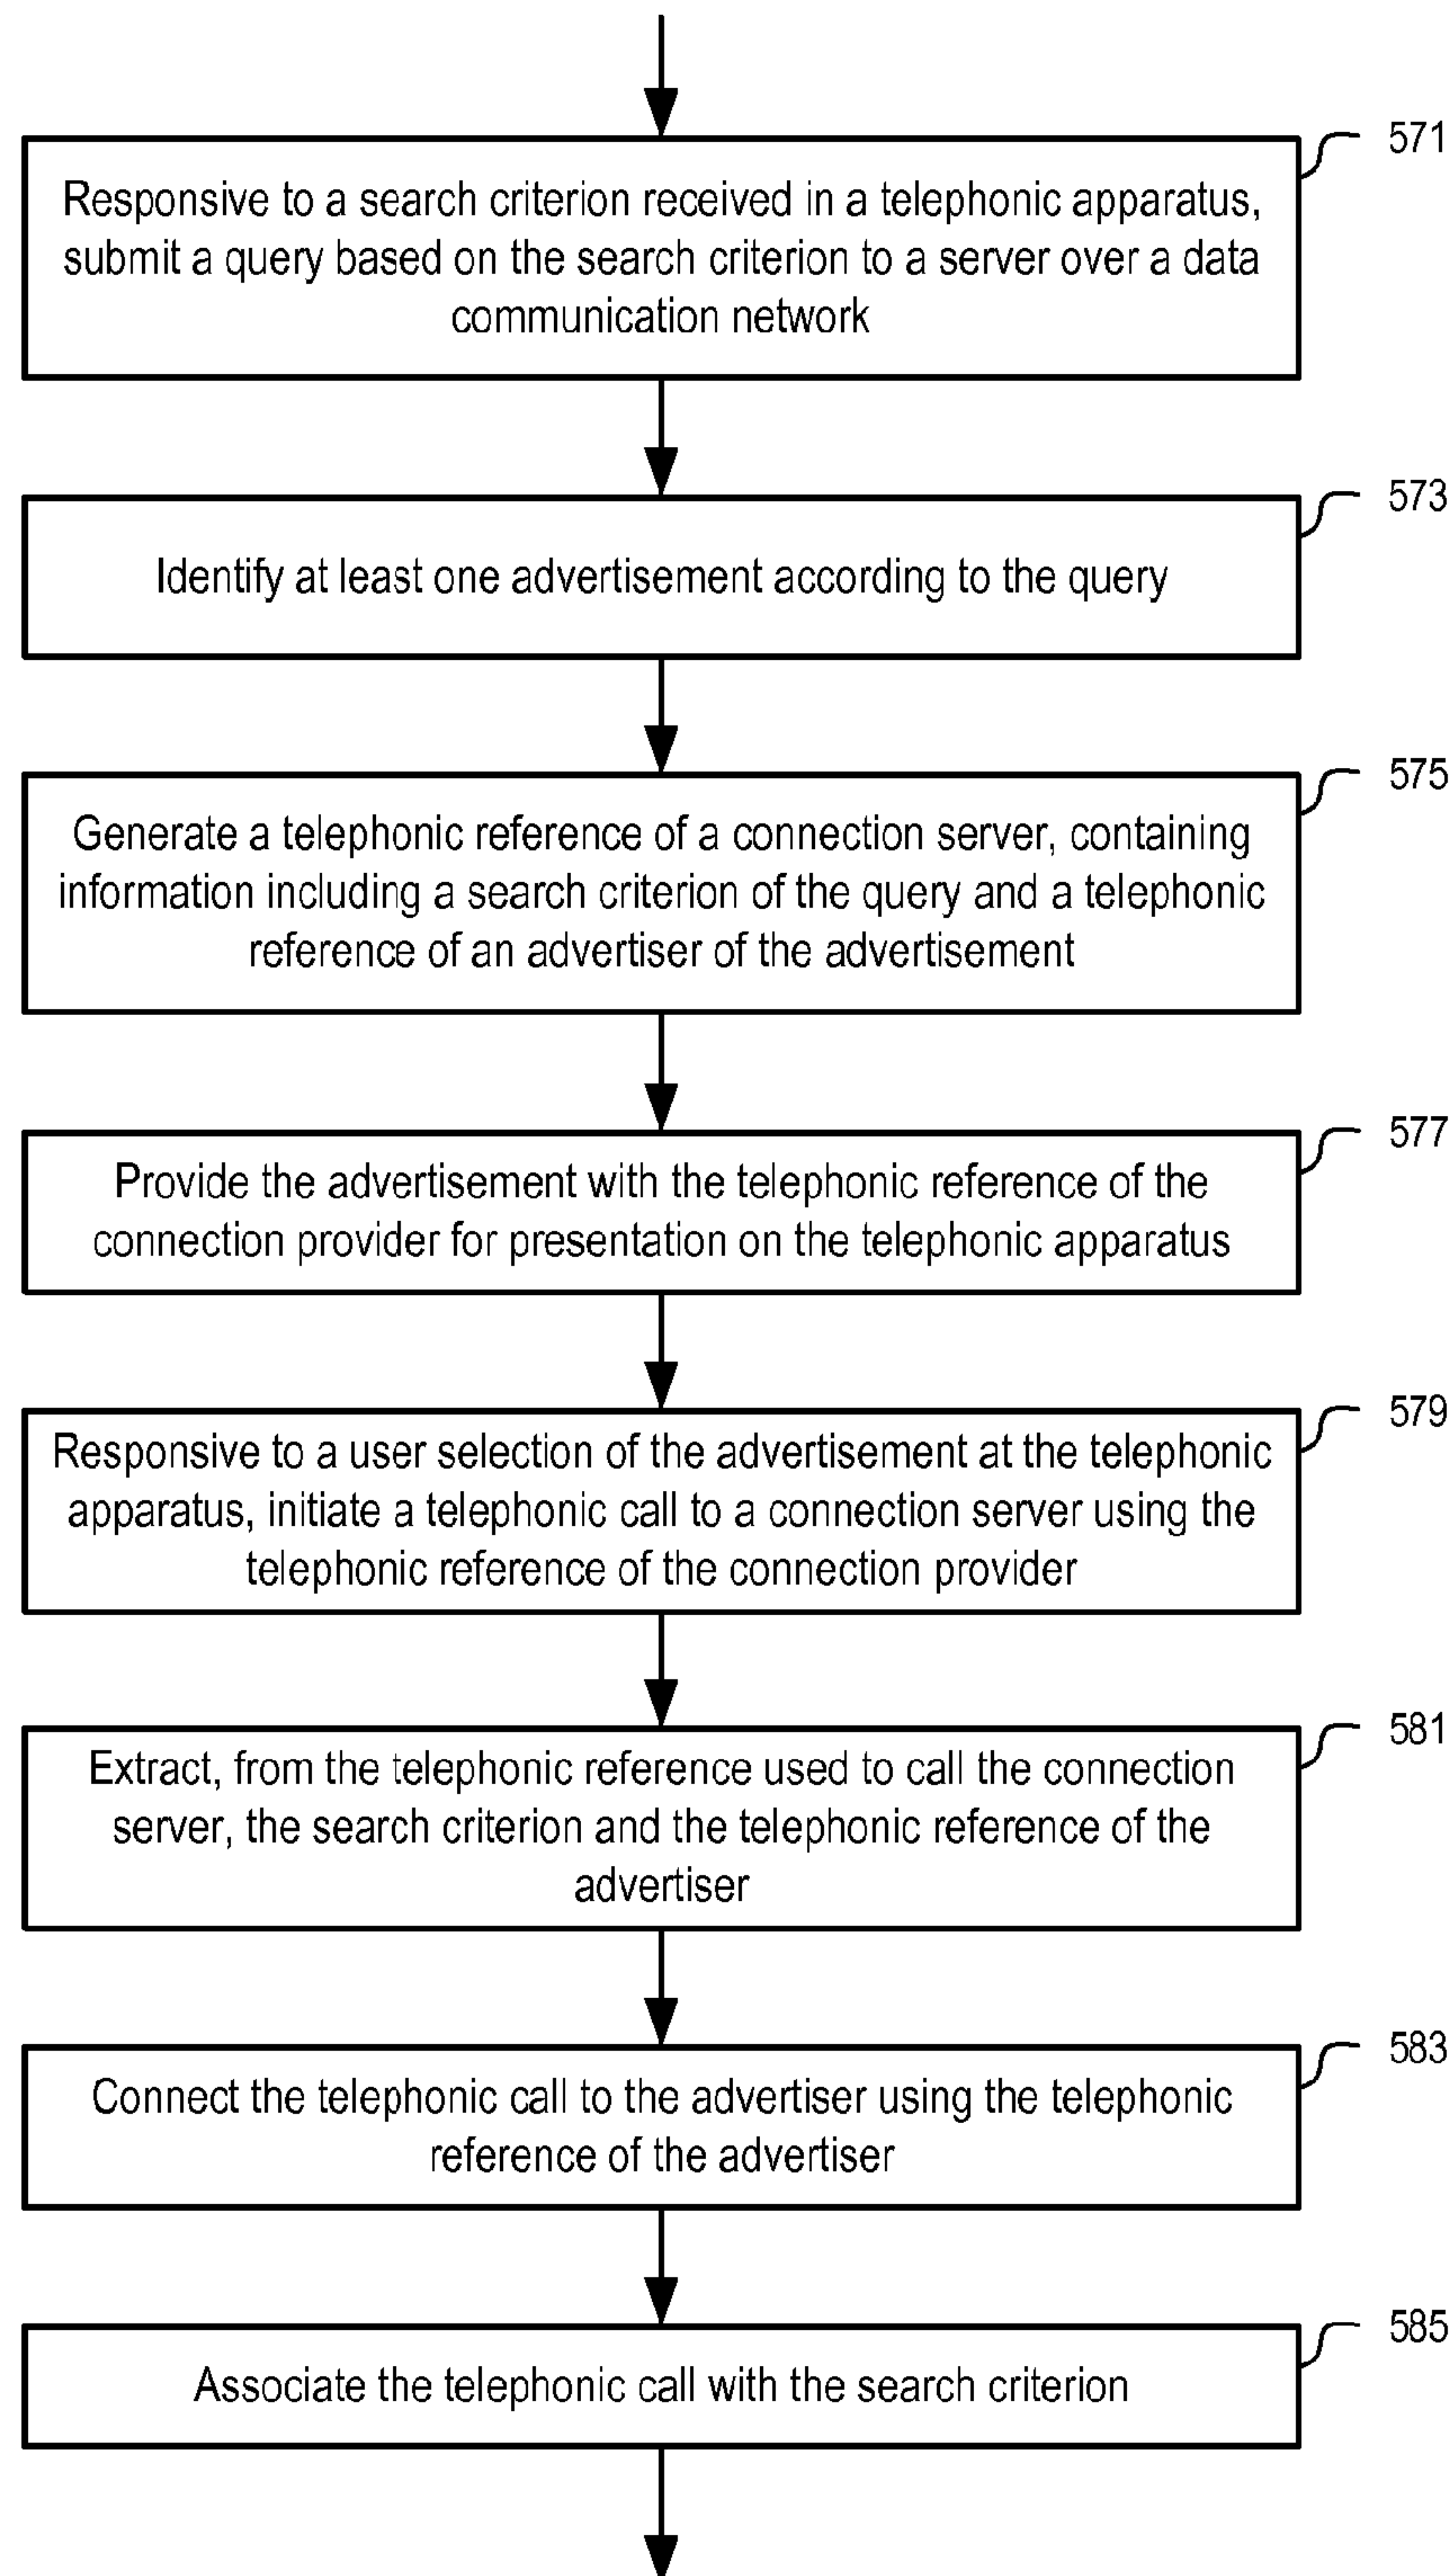 571
Responsive to a search criterion received in a telephonic apparatus,
submit a query based on the search criterion to a server over a data
communication network
573
Identify at least one advertisement according to the query
575
Generate a telephonic reference of a connection server, containing
information including a search criterion of the query and a telephonic
reference of an advertiser of the advertisement
577
Provide the advertisement with the telephonic reference of the
connection provider for presentation on the telephonic apparatus
579
Responsive to a user selection of the advertisement at the telephonic
apparatus, initiate a telephonic call to a connection server using the
telephonic reference of the connection provider
581
Extract, from the telephonic reference used to call the connection
server, the search criterion and the telephonic reference of the
advertiser
583
Connect the telephonic call to the advertiser using the telephonic
reference of the advertiser
585
Associate the telephonic call with the search criterion